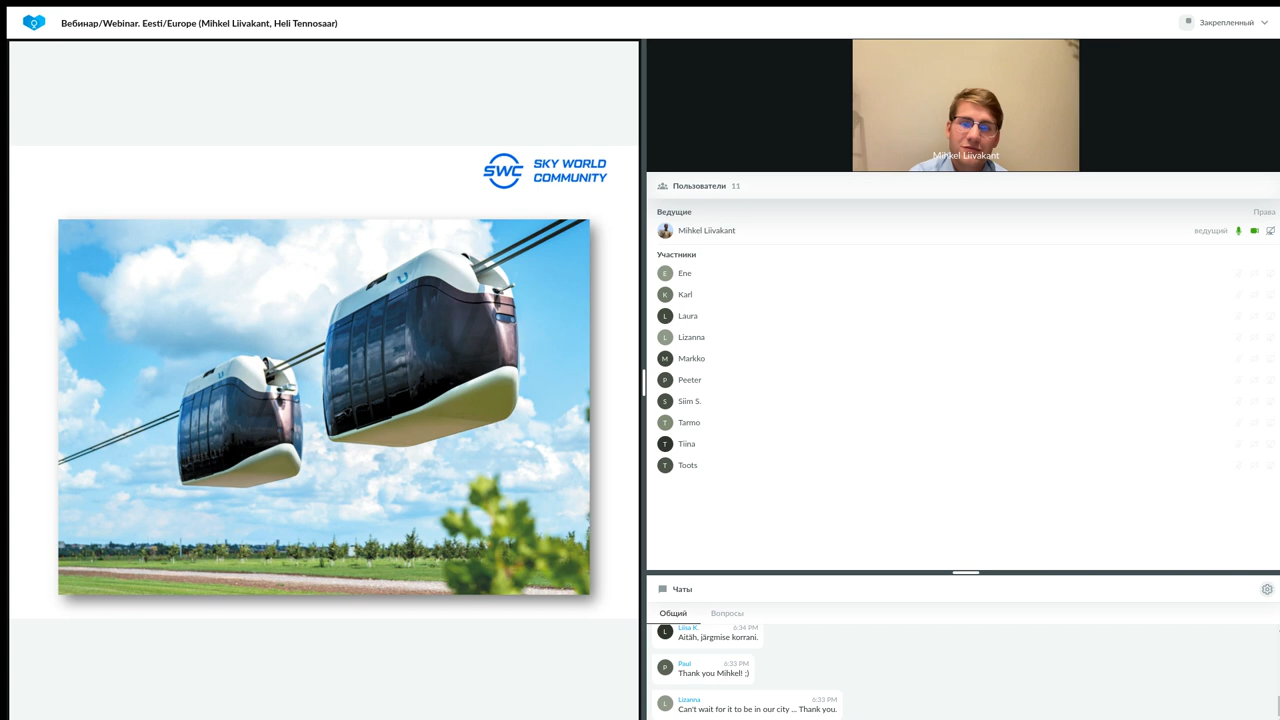 Вебинар/Webinar. Eesti/Europe (Mihkel Liivakant, Heli Tennosaar)
Закрепленный
SWC
SKY WORLD
COMMUNITY
Mihkel Liivakant
Пользователи 11
Ведущие
Права
Mihkel Liivakant
ведущий
Участники
E Ene
K Karl
L Laura
L Lizanna
M Markko
P Peeter
S Siim S.
T Tarmo
T Tiina
T Toots
Чаты
Общий
Вопросы
L Liisa K. 6:34 PM
Aitäh, järgmise korrani.
P Paul 6:33 PM
Thank you Mihkel! ;)
L Lizanna 6:33 PM
Can't wait for it to be in our city ... Thank you.